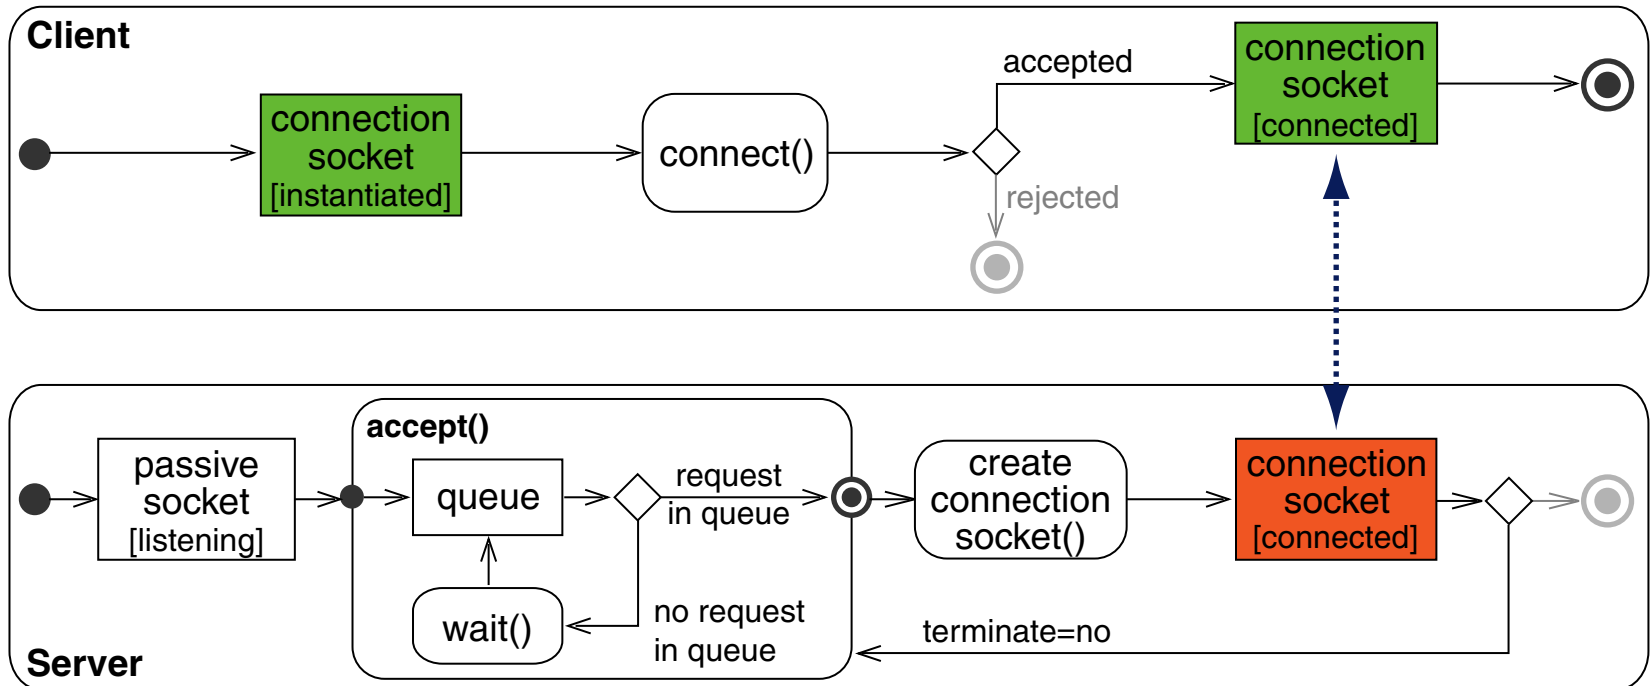 Client
connection
socket
[instantiated]
connect()
accepted
rejected
connection
socket
[connected]
accept()
passive
socket
[listening]
queue
request
in queue
wait()
no request
in queue
create
connection
socket()
connection
socket
[connected]
terminate=no
Server